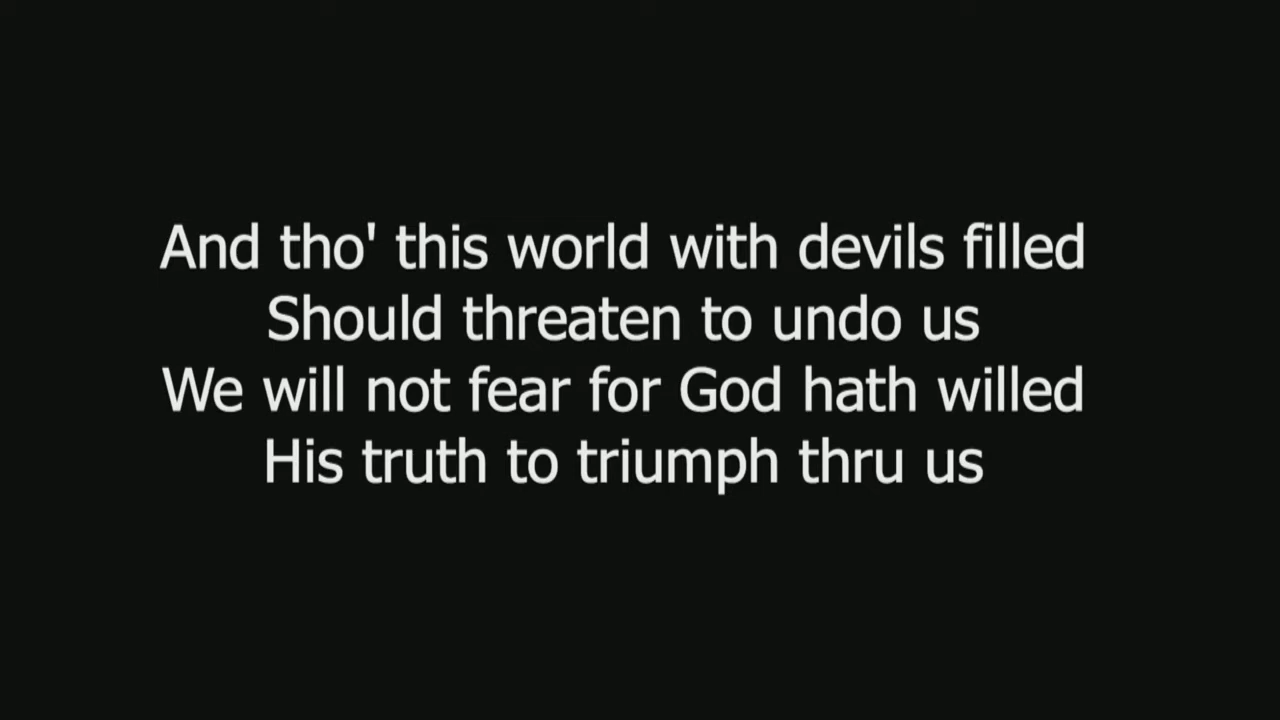 And tho' this world with devils filled
Should threaten to undo us
We will not fear for God hath willed
His truth to triumph thru us